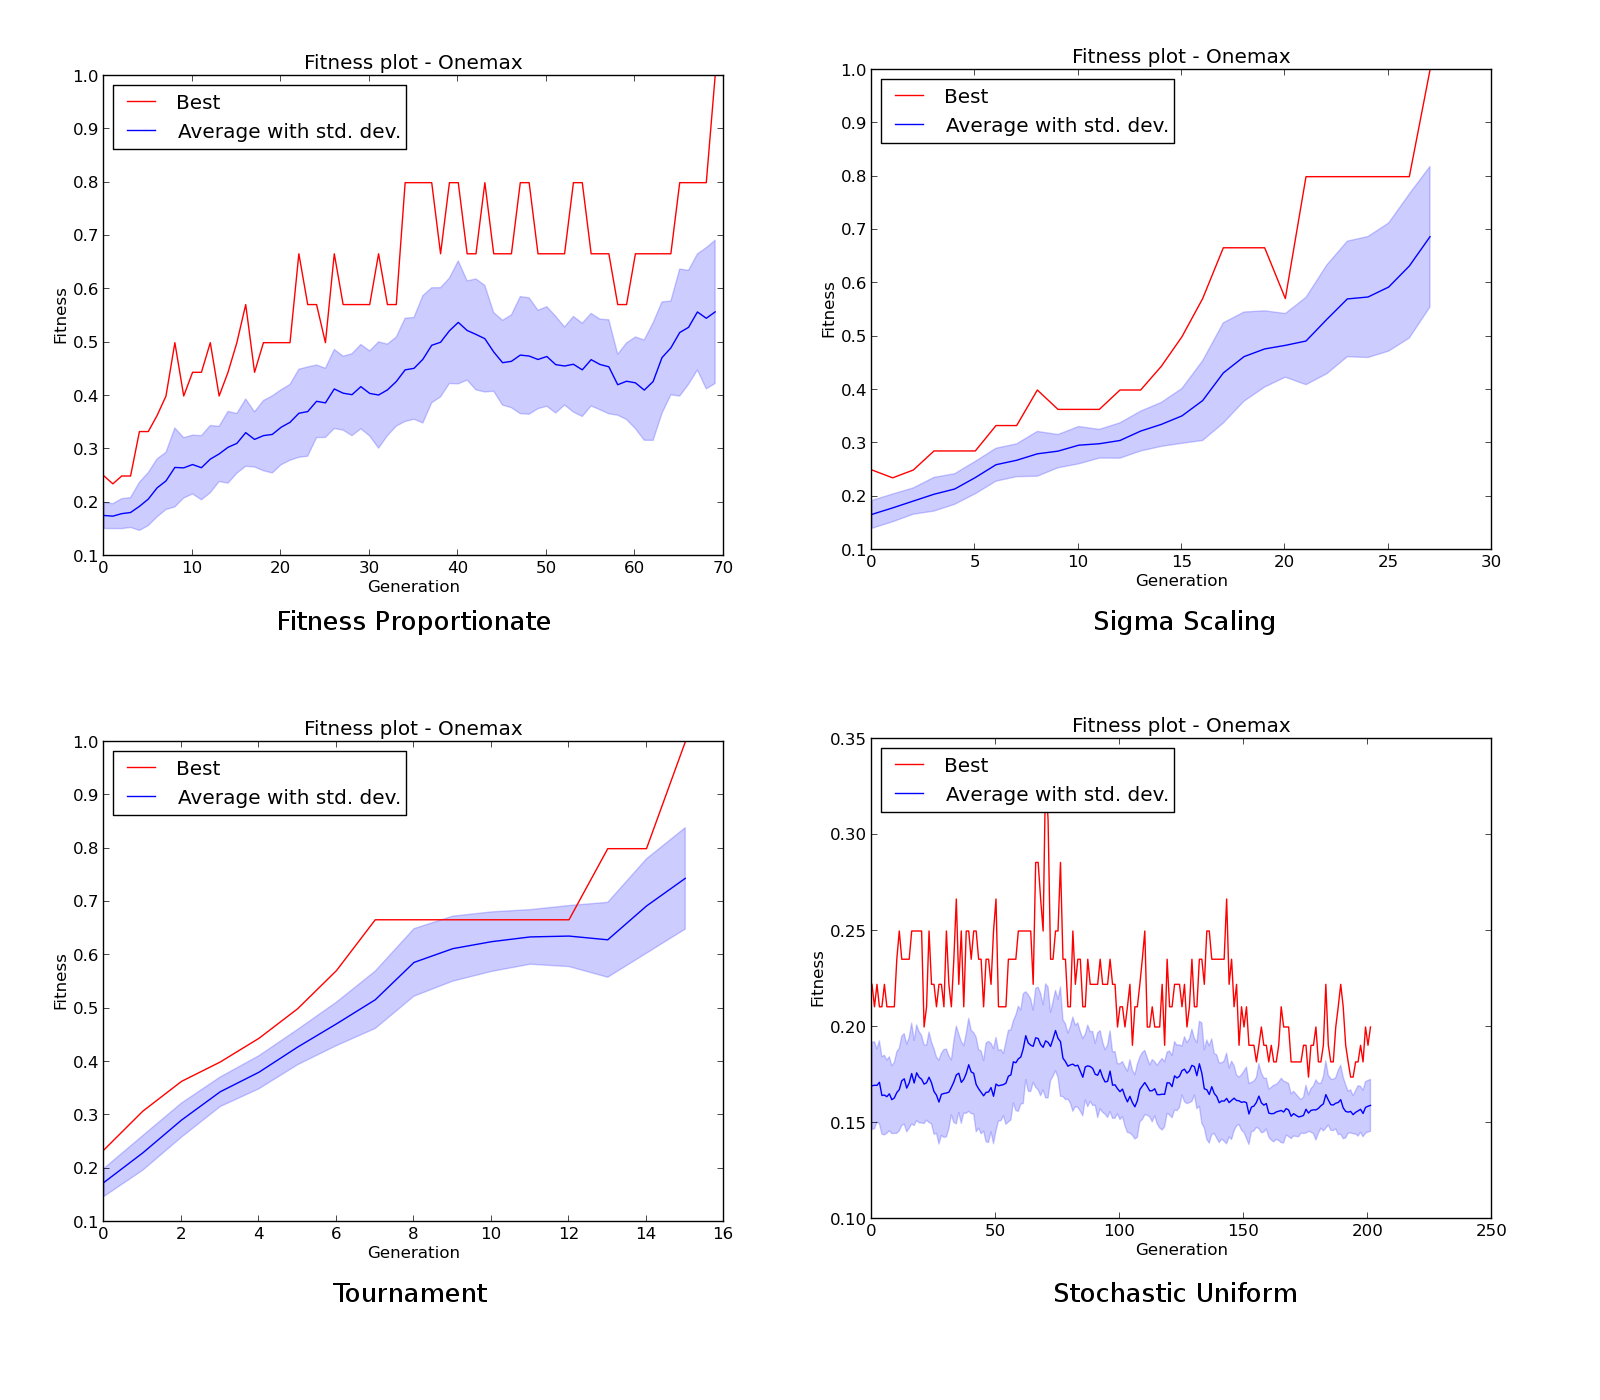 Fitness plot - Onemax
1.0
0.9
0.8
0.7
0.6
0.5
0.4
0.3
0.2
0.1
Fitness
Best
Average with std. dev.
0 10 20 30 40 50 60 70
Generation
Fitness Proportionate
Fitness plot - Onemax
1.0
0.9
0.8
0.7
0.6
0.5
0.4
0.3
0.2
0.1
Fitness
Best
Average with std. dev.
0 5 10 15 20 25 30
Generation
Sigma Scaling
Fitness plot - Onemax
1.0
0.9
0.8
0.7
0.6
0.5
0.4
0.3
0.2
0.1
Fitness
Best
Average with std. dev.
0 2 4 6 8 10 12 14 16
Generation
Tournament
Fitness plot - Onemax
0.35
0.30
0.25
0.20
0.15
0.10
Fitness
Best
Average with std. dev.
0 50 100 150 200 250
Generation
Stochastic Uniform